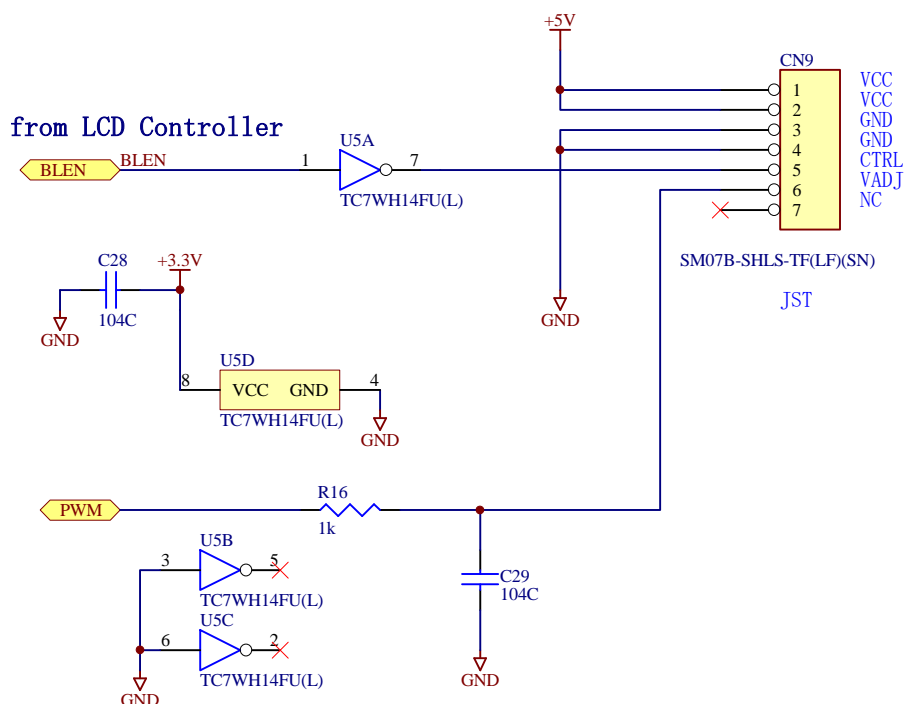 +5V
CN9
1 VCC
2 VCC
3 GND
4 GND
5 CTRL
6 VADJ
7 NC
SM07B-SHLS-TF(LF)(SN)
JST
from LCD Controller
BLEN
BLEN
1
U5A
7
TC7WH14FU(L)
C28
+3.3V
104C
GND
GND
U5D
8
VCC
GND
4
TC7WH14FU(L)
GND
PWM
R16
1k
U5B
3
5
TC7WH14FU(L)
U5C
6
2
TC7WH14FU(L)
GND
C29
104C
GND